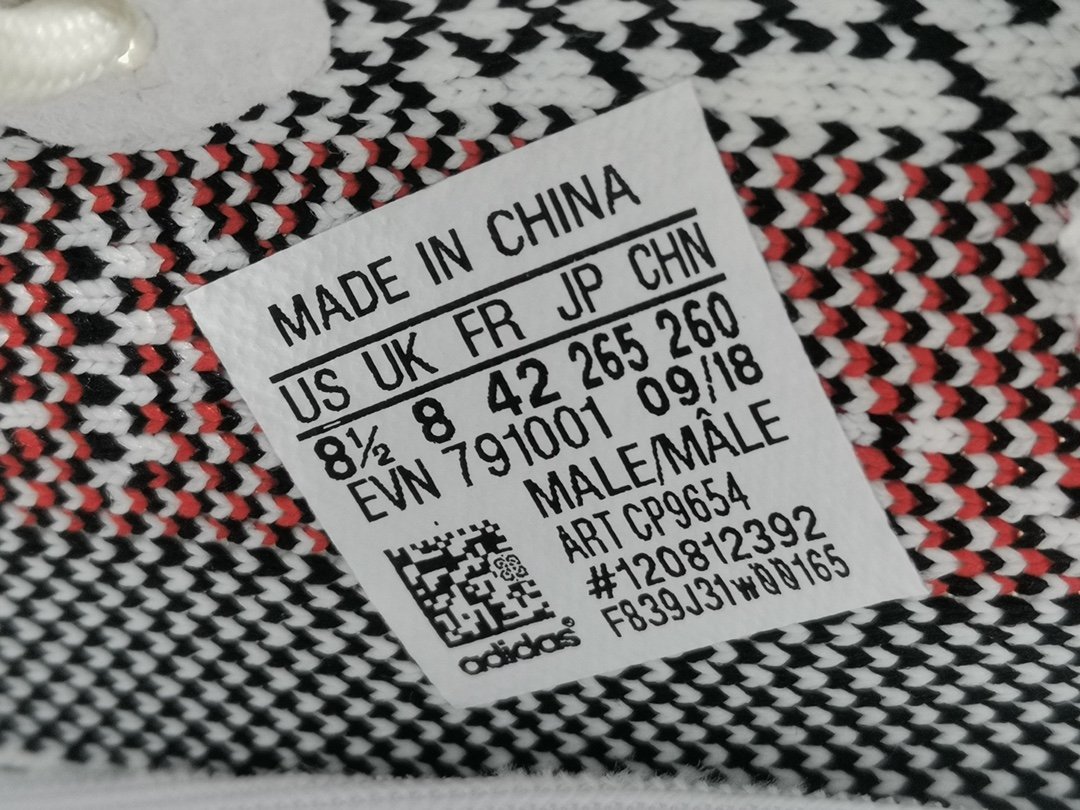 MADE IN CHINA
US UK FR JP CHN
8½ 8 42 265 260
EVN 791001 09/18
MALE/MÂLE
ART CP9654
#120812392
F839J31W00165
adidas®